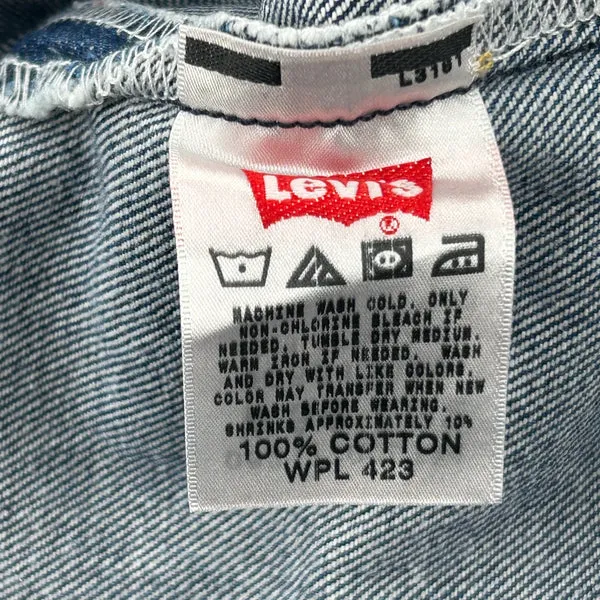 L3101
Levi's
MACHINE WASH COLD. ONLY
NON-CHLORINE BLEACH IF
NEEDED. TUMBLE DRY MEDIUM.
WARM IRON IF NEEDED. WASH
AND DRY WITH LIKE COLORS.
COLOR MAY TRANSFER WHEN NEW
WASH BEFORE WEARING.
SHRINKS APPROXIMATELY 10%
100% COTTON
WPL 423